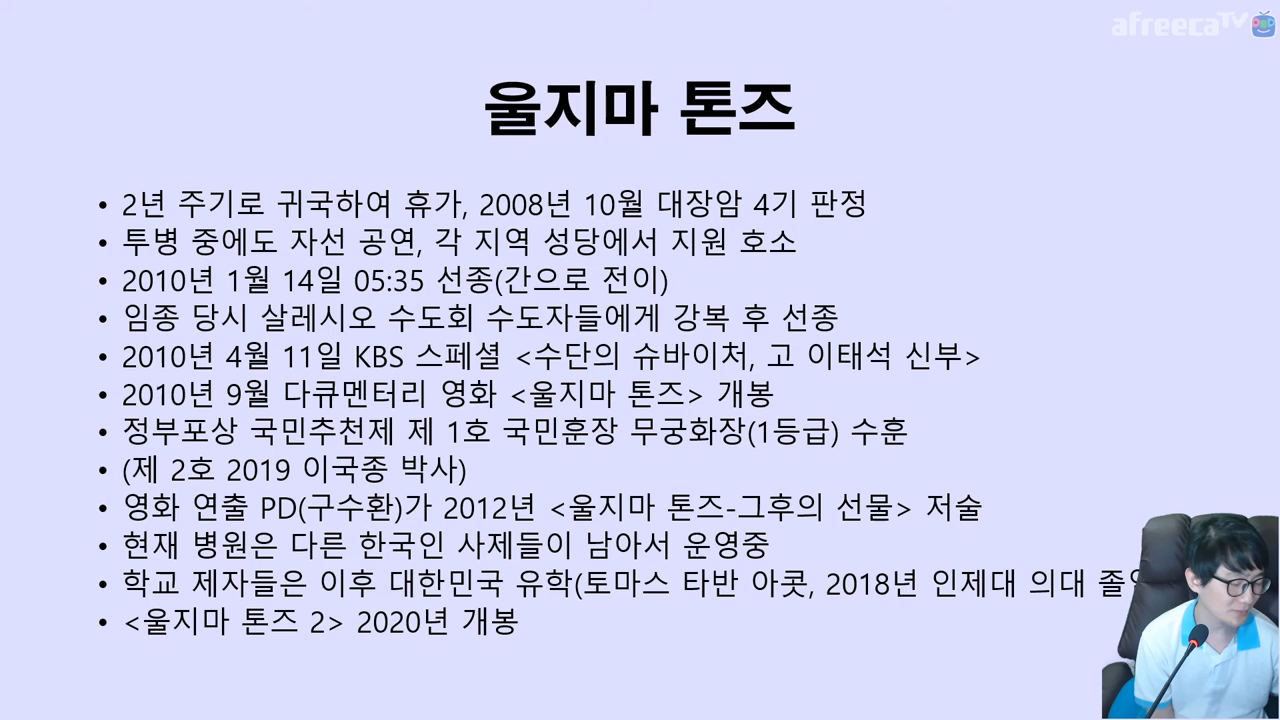 afreecaTV
울지마 톤즈
• 2년 주기로 귀국하여 휴가, 2008년 10월 대장암 4기 판정
• 투병 중에도 자선 공연, 각 지역 성당에서 지원 호소
• 2010년 1월 14일 05:35 선종(간으로 전이)
• 임종 당시 살레시오 수도회 수도자들에게 강복 후 선종
• 2010년 4월 11일 KBS 스페셜 <수단의 슈바이처, 고 이태석 신부>
• 2010년 9월 다큐멘터리 영화 <울지마 톤즈> 개봉
• 정부포상 국민추천제 제 1호 국민훈장 무궁화장(1등급) 수훈
• (제 2호 2019 이국종 박사)
• 영화 연출 PD(구수환)가 2012년 <울지마 톤즈-그후의 선물> 저술
• 현재 병원은 다른 한국인 사제들이 남아서 운영중
• 학교 제자들은 이후 대한민국 유학(토마스 타반 아콧, 2018년 인제대 의대
• <울지마 톤즈 2> 2020년 개봉